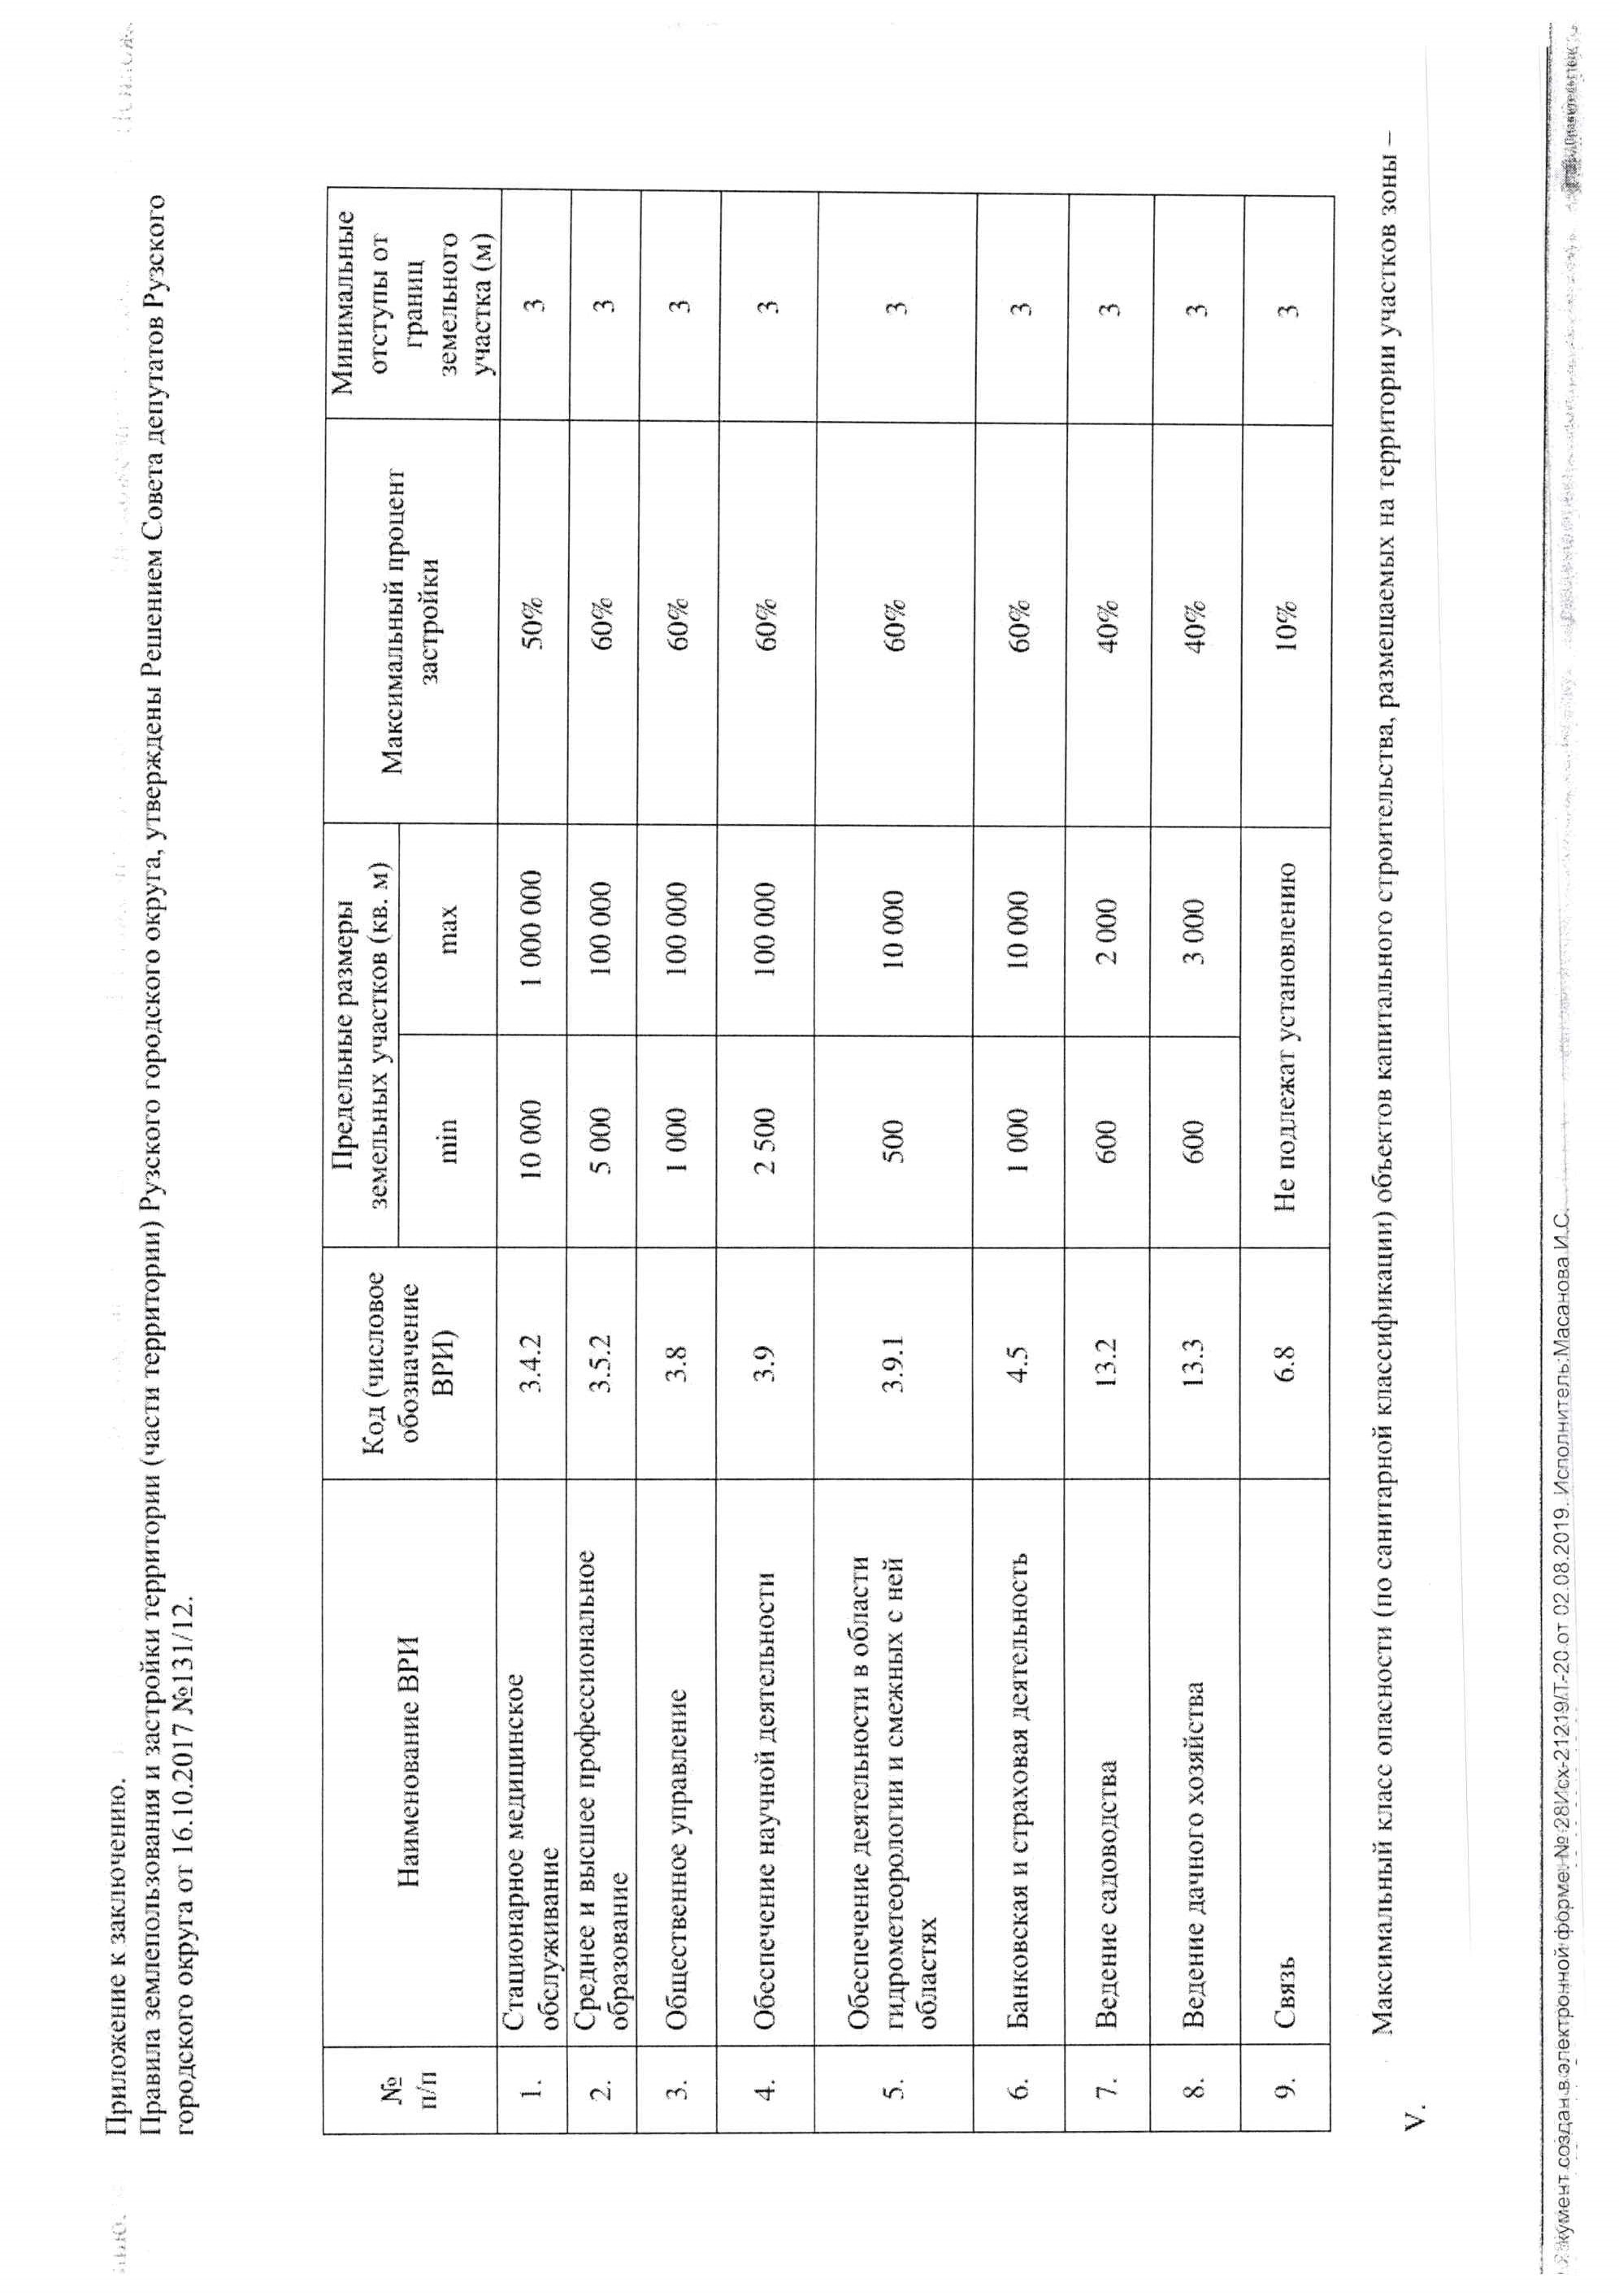 Приложение к заключению.
Правила землепользования и застройки территории (части территории) Рузского городского округа, утверждены Решением Совета депутатов Рузского
городского округа от 16.10.2017 №131/12.
№ п/п Наименование ВРИ Код (числовое обозначение ВРИ) Предельные размеры земельных участков (кв. м) Максимальный процент застройки Минимальные отступы от границ земельного участка (м)
min max
1. Стационарное медицинское обслуживание 3.4.2 10 000 1 000 000 50% 3
2. Среднее и высшее профессиональное образование 3.5.2 5 000 100 000 60% 3
3. Общественное управление 3.8 1 000 100 000 60% 3
4. Обеспечение научной деятельности 3.9 2 500 100 000 60% 3
5. Обеспечение деятельности в области гидрометеорологии и смежных с ней областях 3.9.1 500 10 000 60% 3
6. Банковская и страховая деятельность 4.5 1 000 10 000 60% 3
7. Ведение садоводства 13.2 600 2 000 40% 3
8. Ведение дачного хозяйства 13.3 600 3 000 40% 3
9. Связь 6.8 Не подлежат установлению 10% 3
Максимальный класс опасности (по санитарной классификации) объектов капитального строительства, размещаемых на территории участков зоны –
V.
кумент создан в электронной форме. № 28Исх-21219/Т-20 от 02.08.2019. Исполнитель:Масанова И.С.